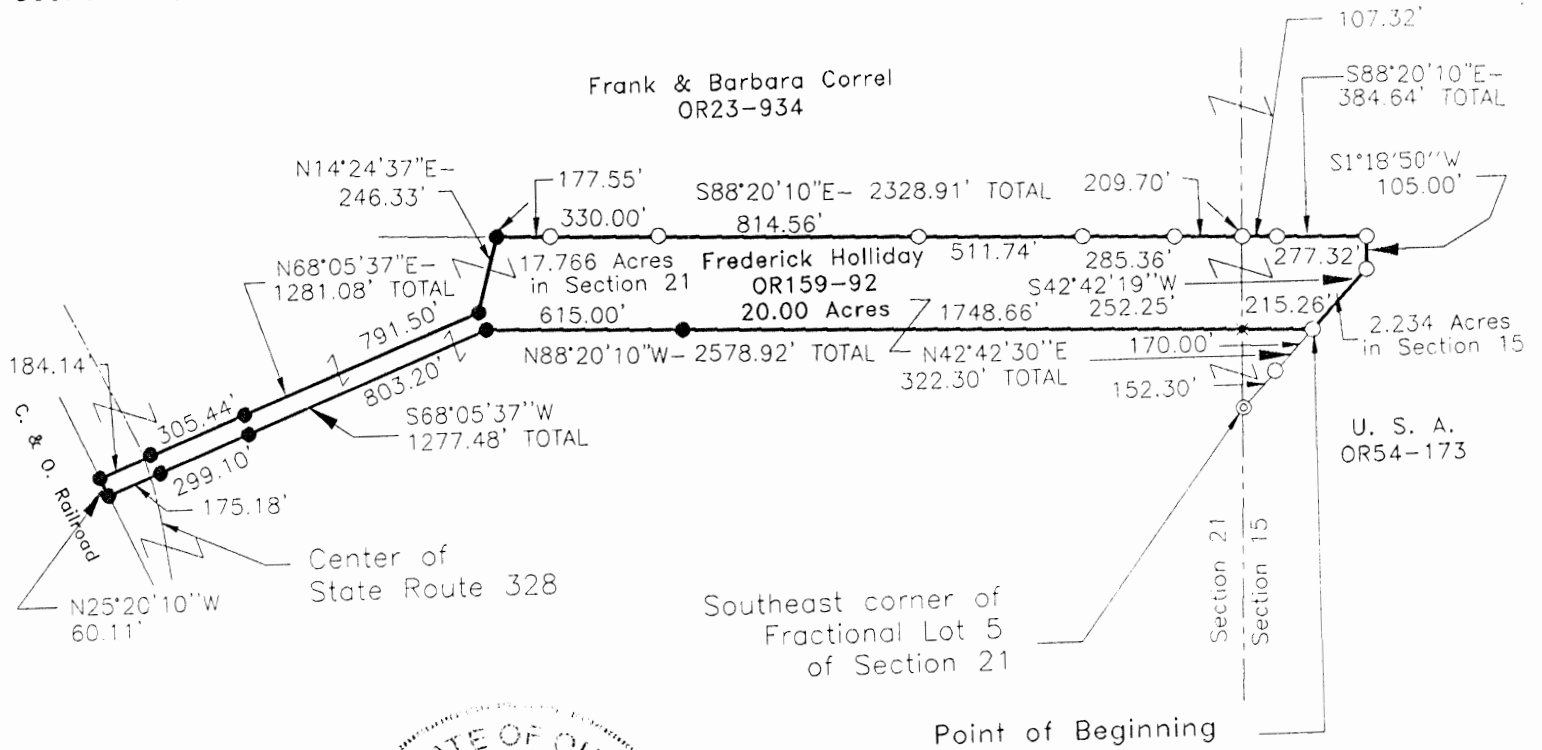 107.32'
Frank & Barbara Correl
OR23-934
S88°20'10"E-
384.64' TOTAL
N14°24'37"E-
246.33'
177.55'
S88°20'10"E- 2328.91' TOTAL
209.70'
S1°18'50''W
105.00'
330.00'
814.56'
N68°05'37"E-
1281.08' TOTAL
17.766 Acres
in Section 21
Frederick Holliday
OR159-92
20.00 Acres
511.74'
285.36'
277.32'
S42°42'19"W
791.50'
615.00'
1748.66'
252.25'
215.26'
2.234 Acres
in Section 15
184.14'
N88°20'10"W- 2578.92' TOTAL
N42°42'30"E
322.30' TOTAL
170.00'
152.30'
803.20'
305.44'
S68°05'37"W
1277.48' TOTAL
U. S. A.
OR54-173
C. & O. Railroad
299.10'
175.18'
Center of
State Route 328
N25°20'10"W
60.11'
Section 21
Section 15
Southeast corner of
Fractional Lot 5
of Section 21
Point of Beginning